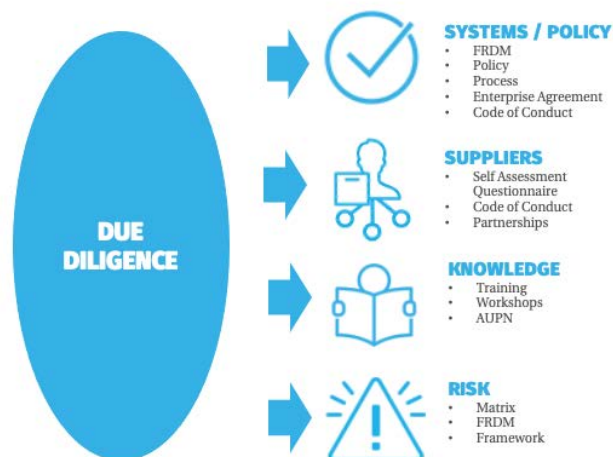 DUE
DILIGENCE
SYSTEMS / POLICY
• FRDM
• Policy
• Process
• Enterprise Agreement
• Code of Conduct
SUPPLIERS
• Self Assessment
Questionnaire
• Code of Conduct
• Partnerships
KNOWLEDGE
• Training
• Workshops
• AUPN
RISK
• Matrix
• FRDM
• Framework